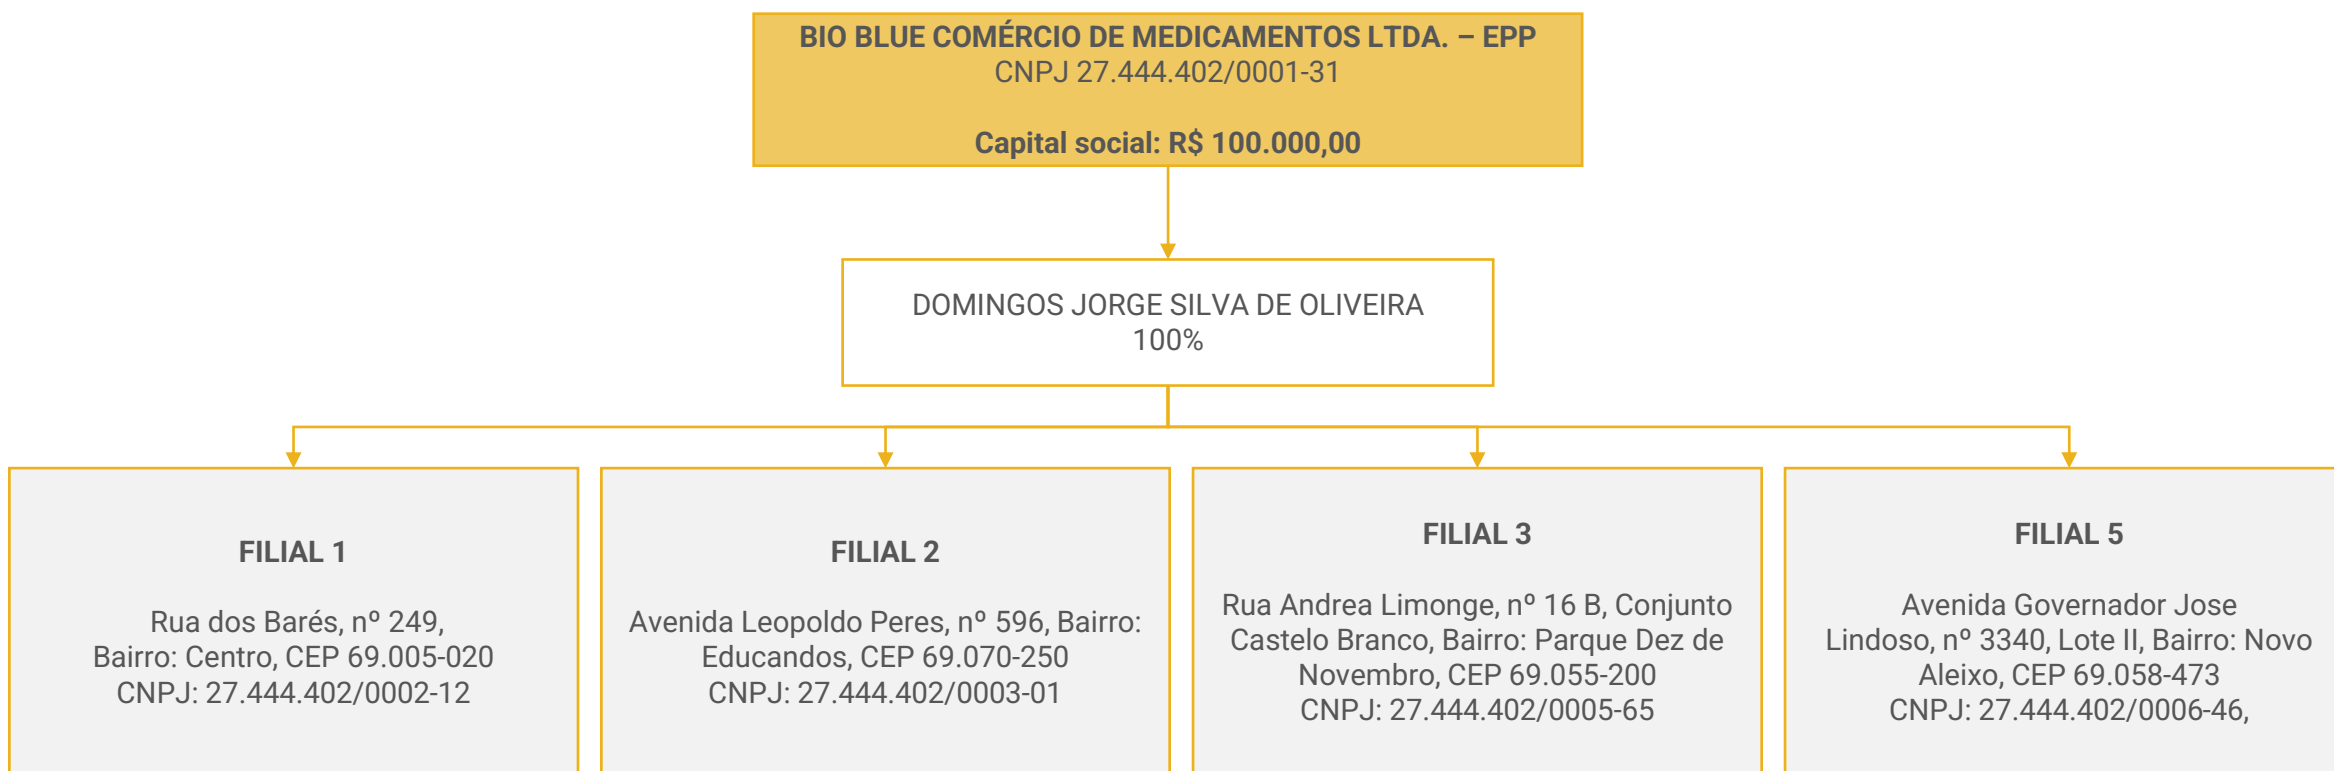 BIO BLUE COMÉRCIO DE MEDICAMENTOS LTDA. – EPP
CNPJ 27.444.402/0001-31
Capital social: R$ 100.000,00
DOMINGOS JORGE SILVA DE OLIVEIRA
100%
FILIAL 1
Rua dos Barés, nº 249,
Bairro: Centro, CEP 69.005-020
CNPJ: 27.444.402/0002-12
FILIAL 2
Avenida Leopoldo Peres, nº 596, Bairro:
Educandos, CEP 69.070-250
CNPJ: 27.444.402/0003-01
FILIAL 3
Rua Andrea Limonge, nº 16 B, Conjunto
Castelo Branco, Bairro: Parque Dez de
Novembro, CEP 69.055-200
CNPJ: 27.444.402/0005-65
FILIAL 5
Avenida Governador Jose
Lindoso, nº 3340, Lote II, Bairro: Novo
Aleixo, CEP 69.058-473
CNPJ: 27.444.402/0006-46,